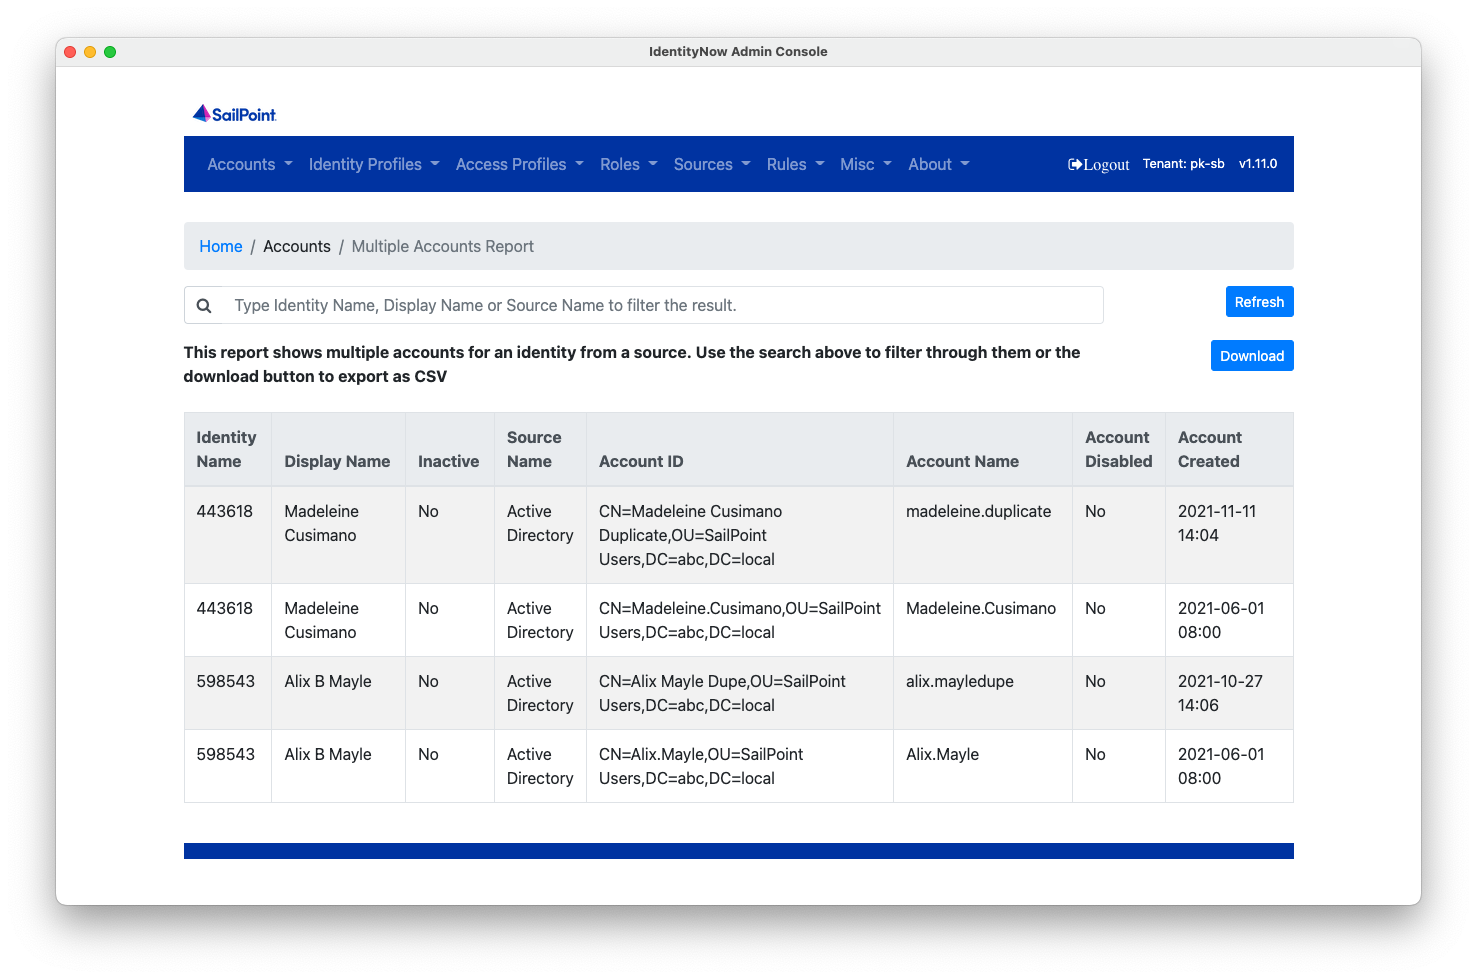 IdentityNow Admin Console
SailPoint
Accounts Identity Profiles Access Profiles Roles Sources Rules Misc About Logout Tenant: pk-sb v1.11.0
Home / Accounts / Multiple Accounts Report
Type Identity Name, Display Name or Source Name to filter the result.
Refresh
This report shows multiple accounts for an identity from a source. Use the search above to filter through them or the
download button to export as CSV
Download
Identity Name Display Name Inactive Source Name Account ID Account Name Account Disabled Account Created
443618 Madeleine Cusimano No Active Directory CN=Madeleine Cusimano Duplicate,OU=SailPoint Users,DC=abc,DC=local madeleine.duplicate No 2021-11-11 14:04
443618 Madeleine Cusimano No Active Directory CN=Madeleine.Cusimano,OU=SailPoint Users,DC=abc,DC=local Madeleine.Cusimano No 2021-06-01 08:00
598543 Alix B Mayle No Active Directory CN=Alix Mayle Dupe,OU=SailPoint Users,DC=abc,DC=local alix.mayledupe No 2021-10-27 14:06
598543 Alix B Mayle No Active Directory CN=Alix.Mayle,OU=SailPoint Users,DC=abc,DC=local Alix.Mayle No 2021-06-01 08:00